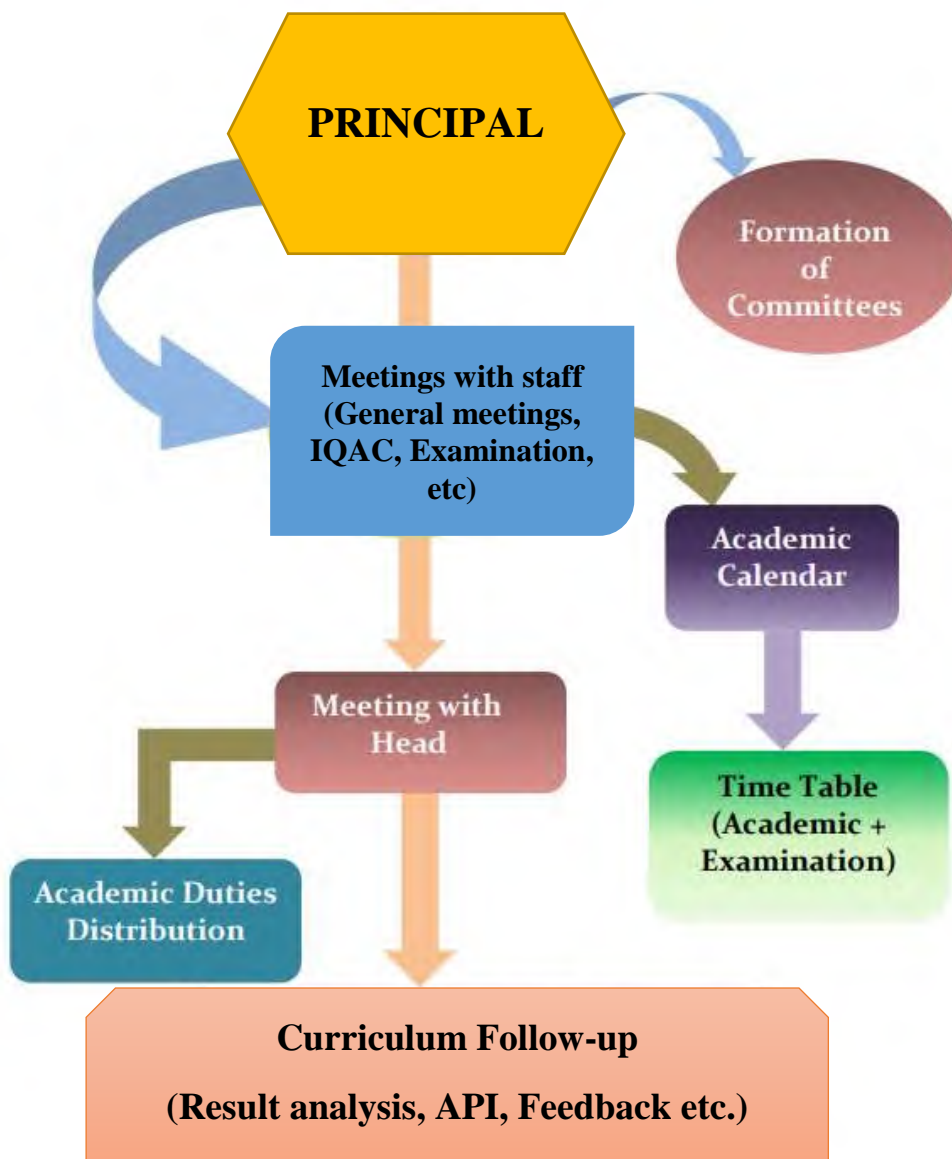 PRINCIPAL
Formation
of
Committees
Meetings with staff
(General meetings,
IQAC, Examination,
etc)
Academic
Calendar
Meeting with
Head
Time Table
(Academic +
Examination)
Academic Duties
Distribution
Curriculum Follow-up
(Result analysis, API, Feedback etc.)